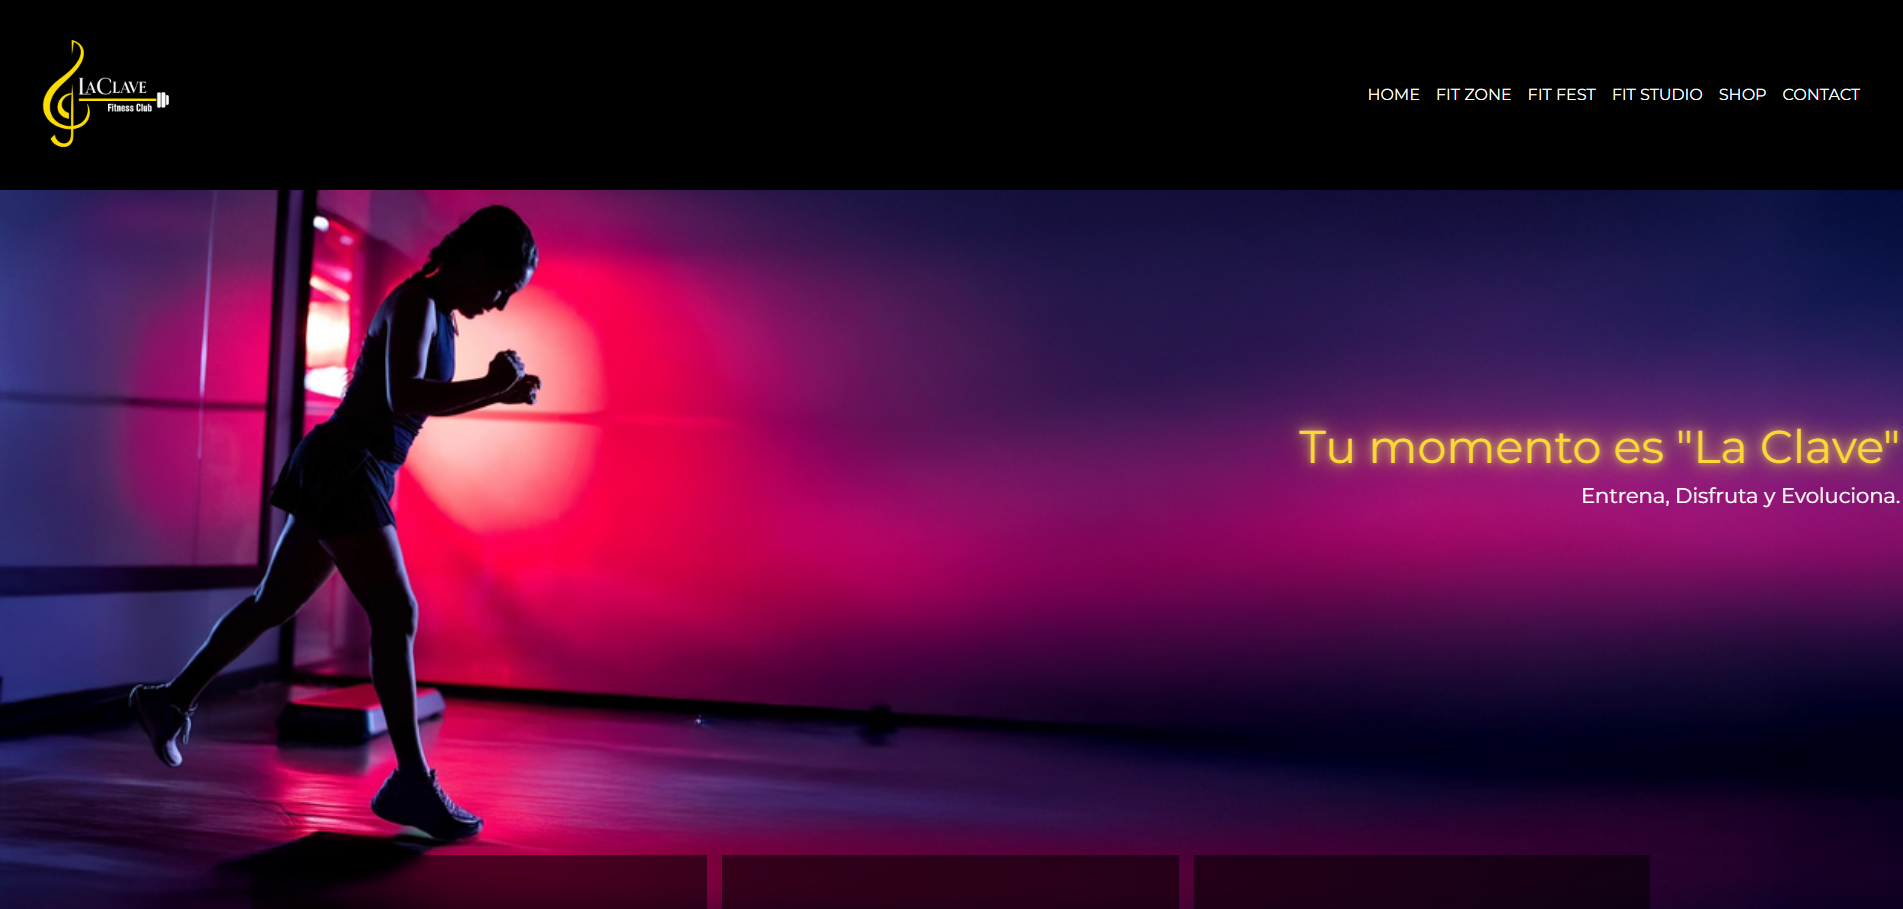 LACLAVE
Fitness Club
HOME FIT ZONE FIT FEST FIT STUDIO SHOP CONTACT
Tu momento es "La Clave"
Entrena, Disfruta y Evoluciona.